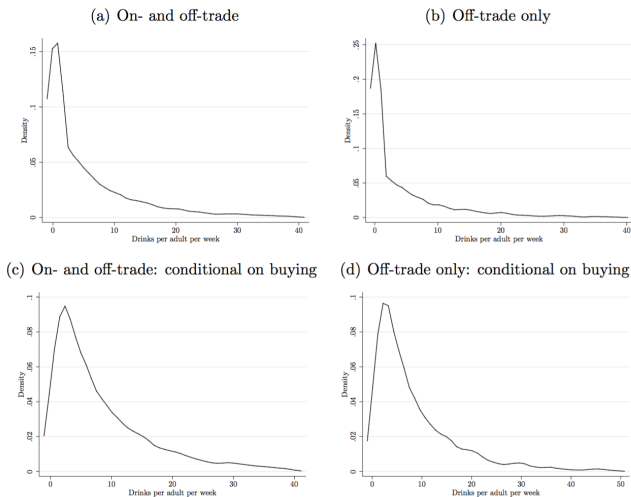 (a) On- and off-trade
Density
0 .05 .1 .15
0 10 20 30 40
Drinks per adult per week
(b) Off-trade only
Density
0 .05 .1 .15 .2 .25
0 10 20 30 40
Drinks per adult per week
(c) On- and off-trade: conditional on buying
Density
0 .02 .04 .06 .08 .1
0 10 20 30 40
Drinks per adult per week
(d) Off-trade only: conditional on buying
Density
0 .02 .04 .06 .08 .1
0 10 20 30 40 50
Drinks per adult per week